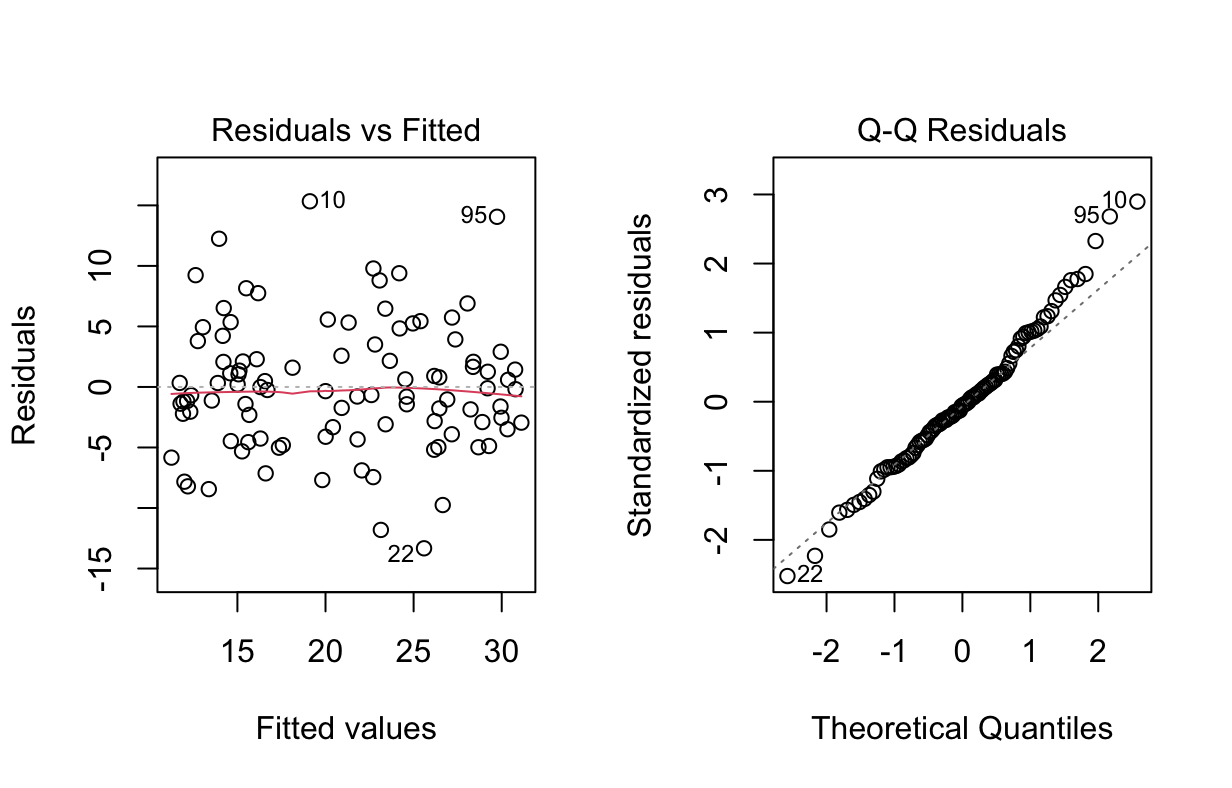 Residuals vs Fitted
Residuals
10
5
0
-5
-15
10
95
22
15 20 25 30
Fitted values
Q-Q Residuals
Standardized residuals
3
2
1
0
-1
-2
95 10
22
-2 -1 0 1 2
Theoretical Quantiles